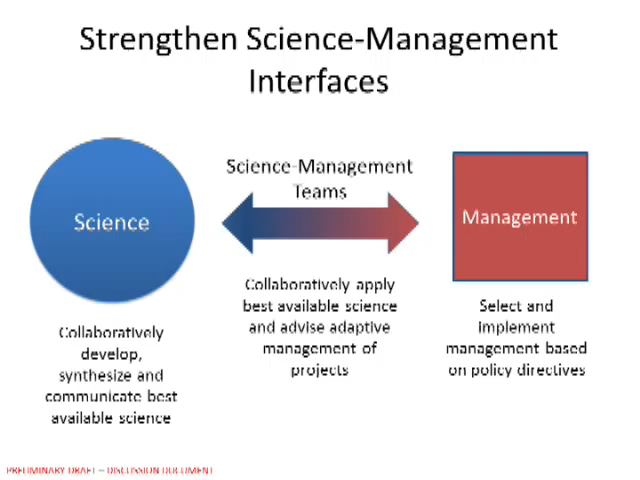 Strengthen Science-Management
Interfaces
Science
Science-Management
Teams
Management
Collaboratively
develop,
synthesize and
communicate best
available science
Collaboratively apply
best available science
and advise adaptive
management of
projects
Select and
implement
management based
on policy directives
PRELIMINARY DRAFT – DISCUSSION DOCUMENT